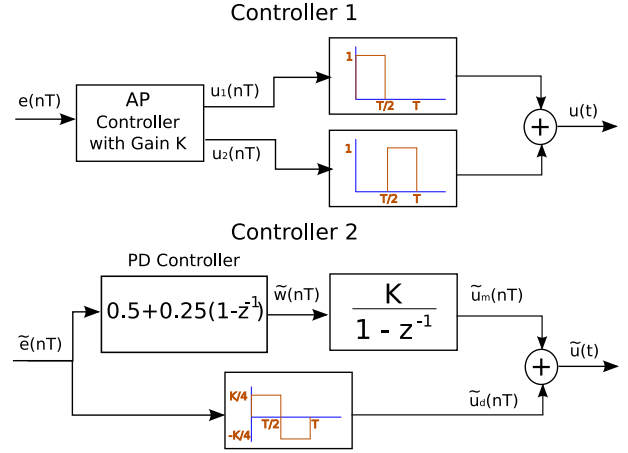 Controller 1
e(nT)
AP
Controller
with Gain K
u₁(nT)
u₂(nT)
1
T/2 T
1
T/2 T
+
u(t)
Controller 2
PD Controller
ẽ(nT)
0.5+0.25(1-z⁻¹)
w̃(nT)
K
1 - z⁻¹
ũₘ(nT)
K/4
T/2 T
-K/4
ũd(nT)
+
ũ(t)